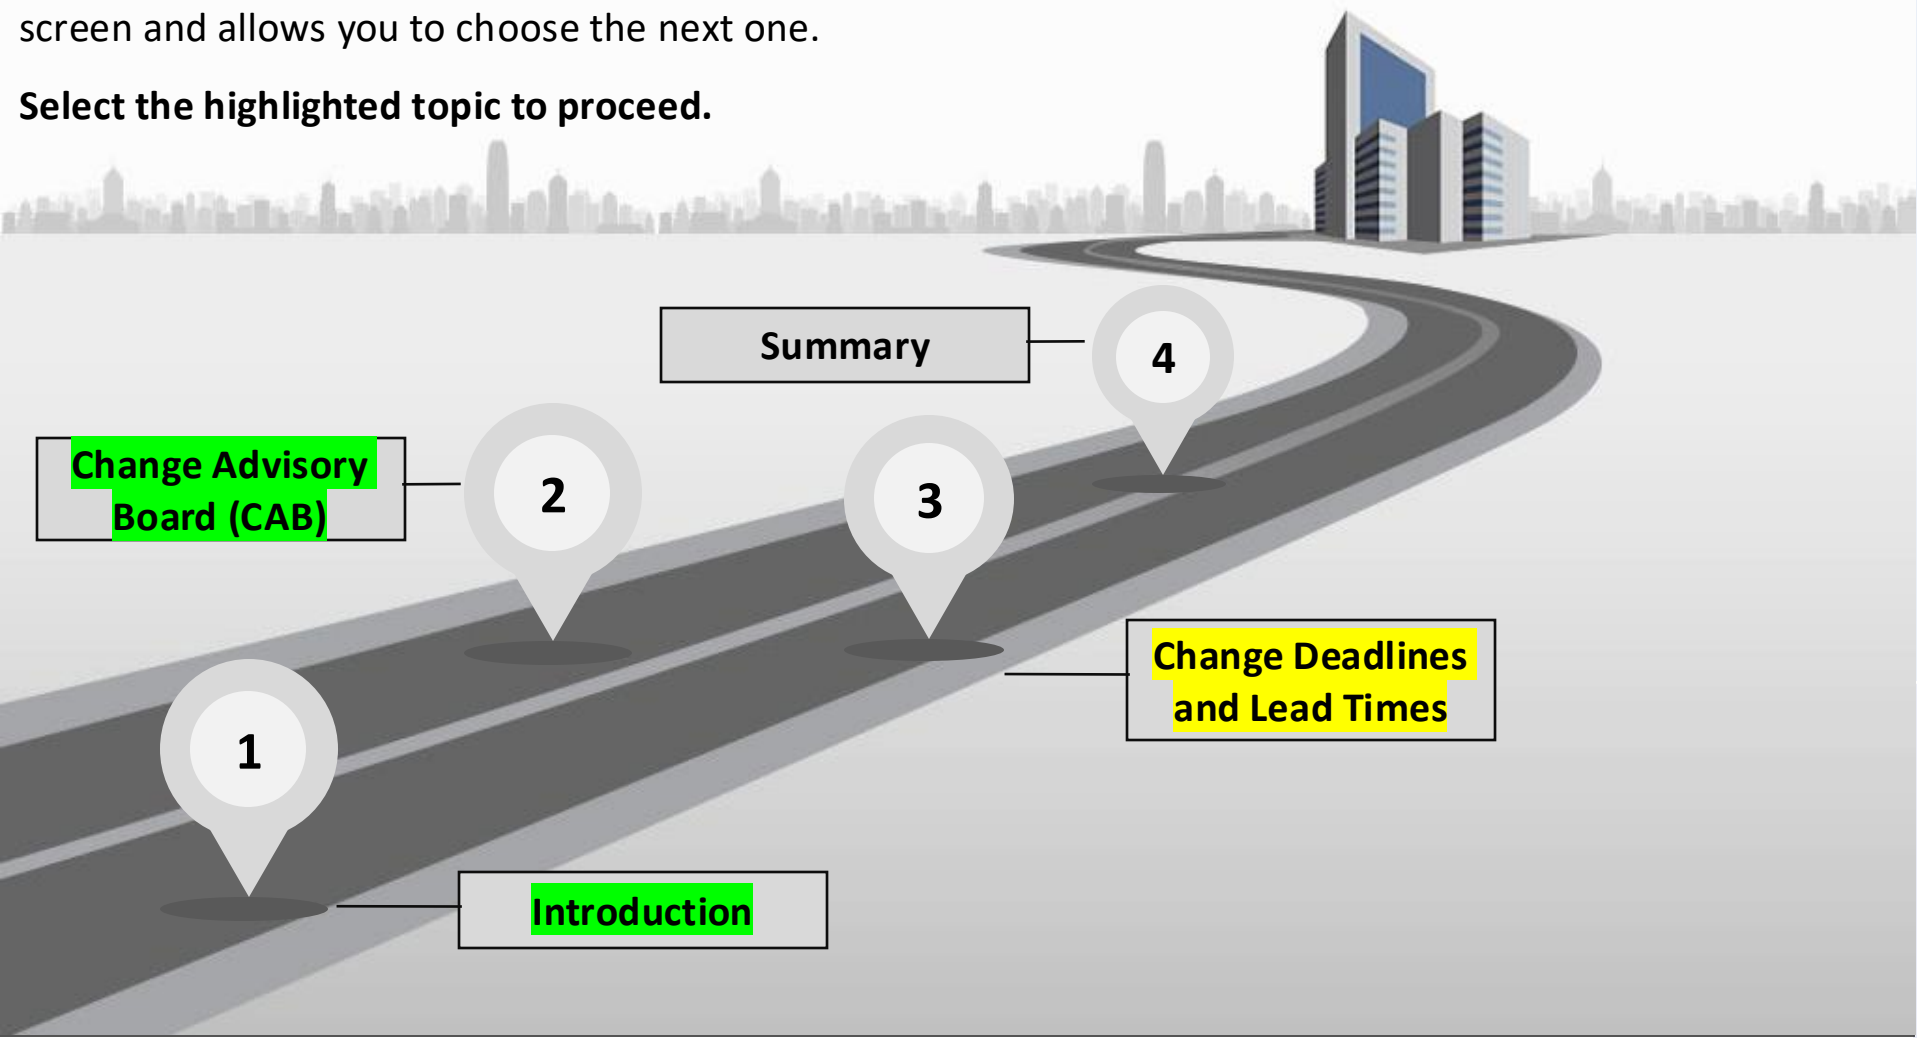 screen and allows you to choose the next one.
Select the highlighted topic to proceed.
Summary
4
Change Advisory
Board (CAB)
2
3
Change Deadlines
and Lead Times
1
Introduction